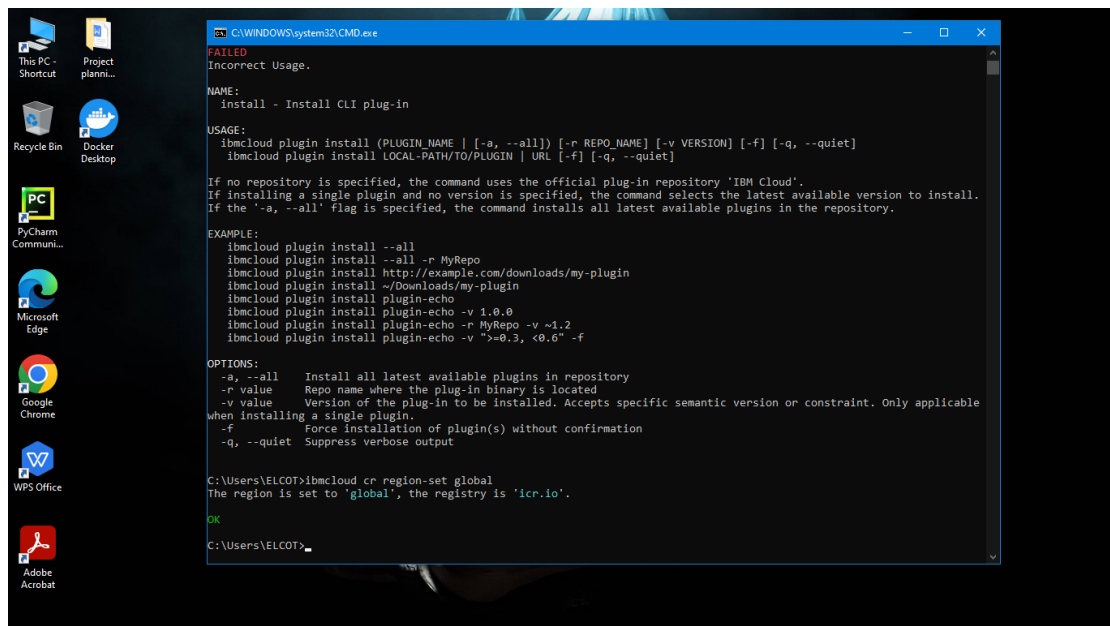 This PC -
Shortcut
Project
planni...
Recycle Bin
Docker
Desktop
PC
PyCharm
Communi...
Microsoft
Edge
Google
Chrome
W
WPS Office
Adobe
Acrobat
C:\WINDOWS\system32\CMD.exe
FAILED
Incorrect Usage.
NAME:
install - Install CLI plug-in
USAGE:
ibmcloud plugin install (PLUGIN_NAME | [-a, --all]) [-r REPO_NAME] [-v VERSION] [-f] [-q, --quiet]
ibmcloud plugin install LOCAL-PATH/TO/PLUGIN | URL [-f] [-q, --quiet]
If no repository is specified, the command uses the official plug-in repository 'IBM Cloud'.
If installing a single plugin and no version is specified, the command selects the latest available version to install.
If the '-a, --all' flag is specified, the command installs all latest available plugins in the repository.
EXAMPLE:
ibmcloud plugin install --all
ibmcloud plugin install --all -r MyRepo
ibmcloud plugin install http://example.com/downloads/my-plugin
ibmcloud plugin install ~/Downloads/my-plugin
ibmcloud plugin install plugin-echo
ibmcloud plugin install plugin-echo -v 1.0.0
ibmcloud plugin install plugin-echo -r MyRepo -v ~1.2
ibmcloud plugin install plugin-echo -v ">=0.3, <0.6" -f
OPTIONS:
-a, --all Install all latest available plugins in repository
-r value Repo name where the plug-in binary is located
-v value Version of the plug-in to be installed. Accepts specific semantic version or constraint. Only applicable
when installing a single plugin.
-f Force installation of plugin(s) without confirmation
-q, --quiet Suppress verbose output
C:\Users\ELCOT>ibmcloud cr region-set global
The region is set to 'global', the registry is 'icr.io'.
OK
C:\Users\ELCOT>